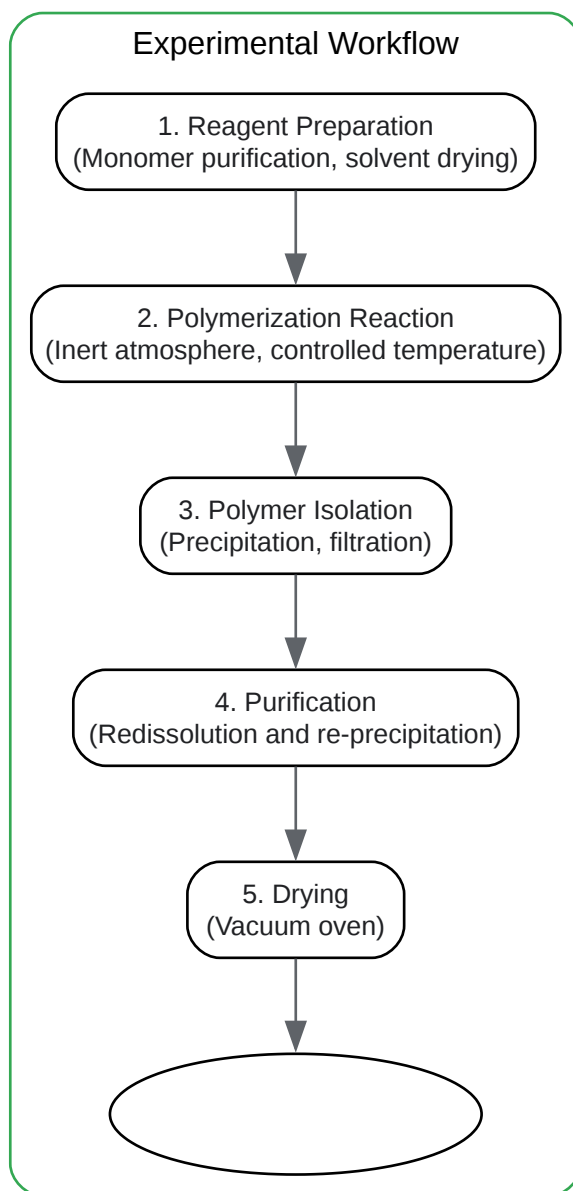 Experimental Workflow
1. Reagent Preparation
(Monomer purification, solvent drying)
2. Polymerization Reaction
(Inert atmosphere, controlled temperature)
3. Polymer Isolation
(Precipitation, filtration)
4. Purification
(Redissolution and re-precipitation)
5. Drying
(Vacuum oven)